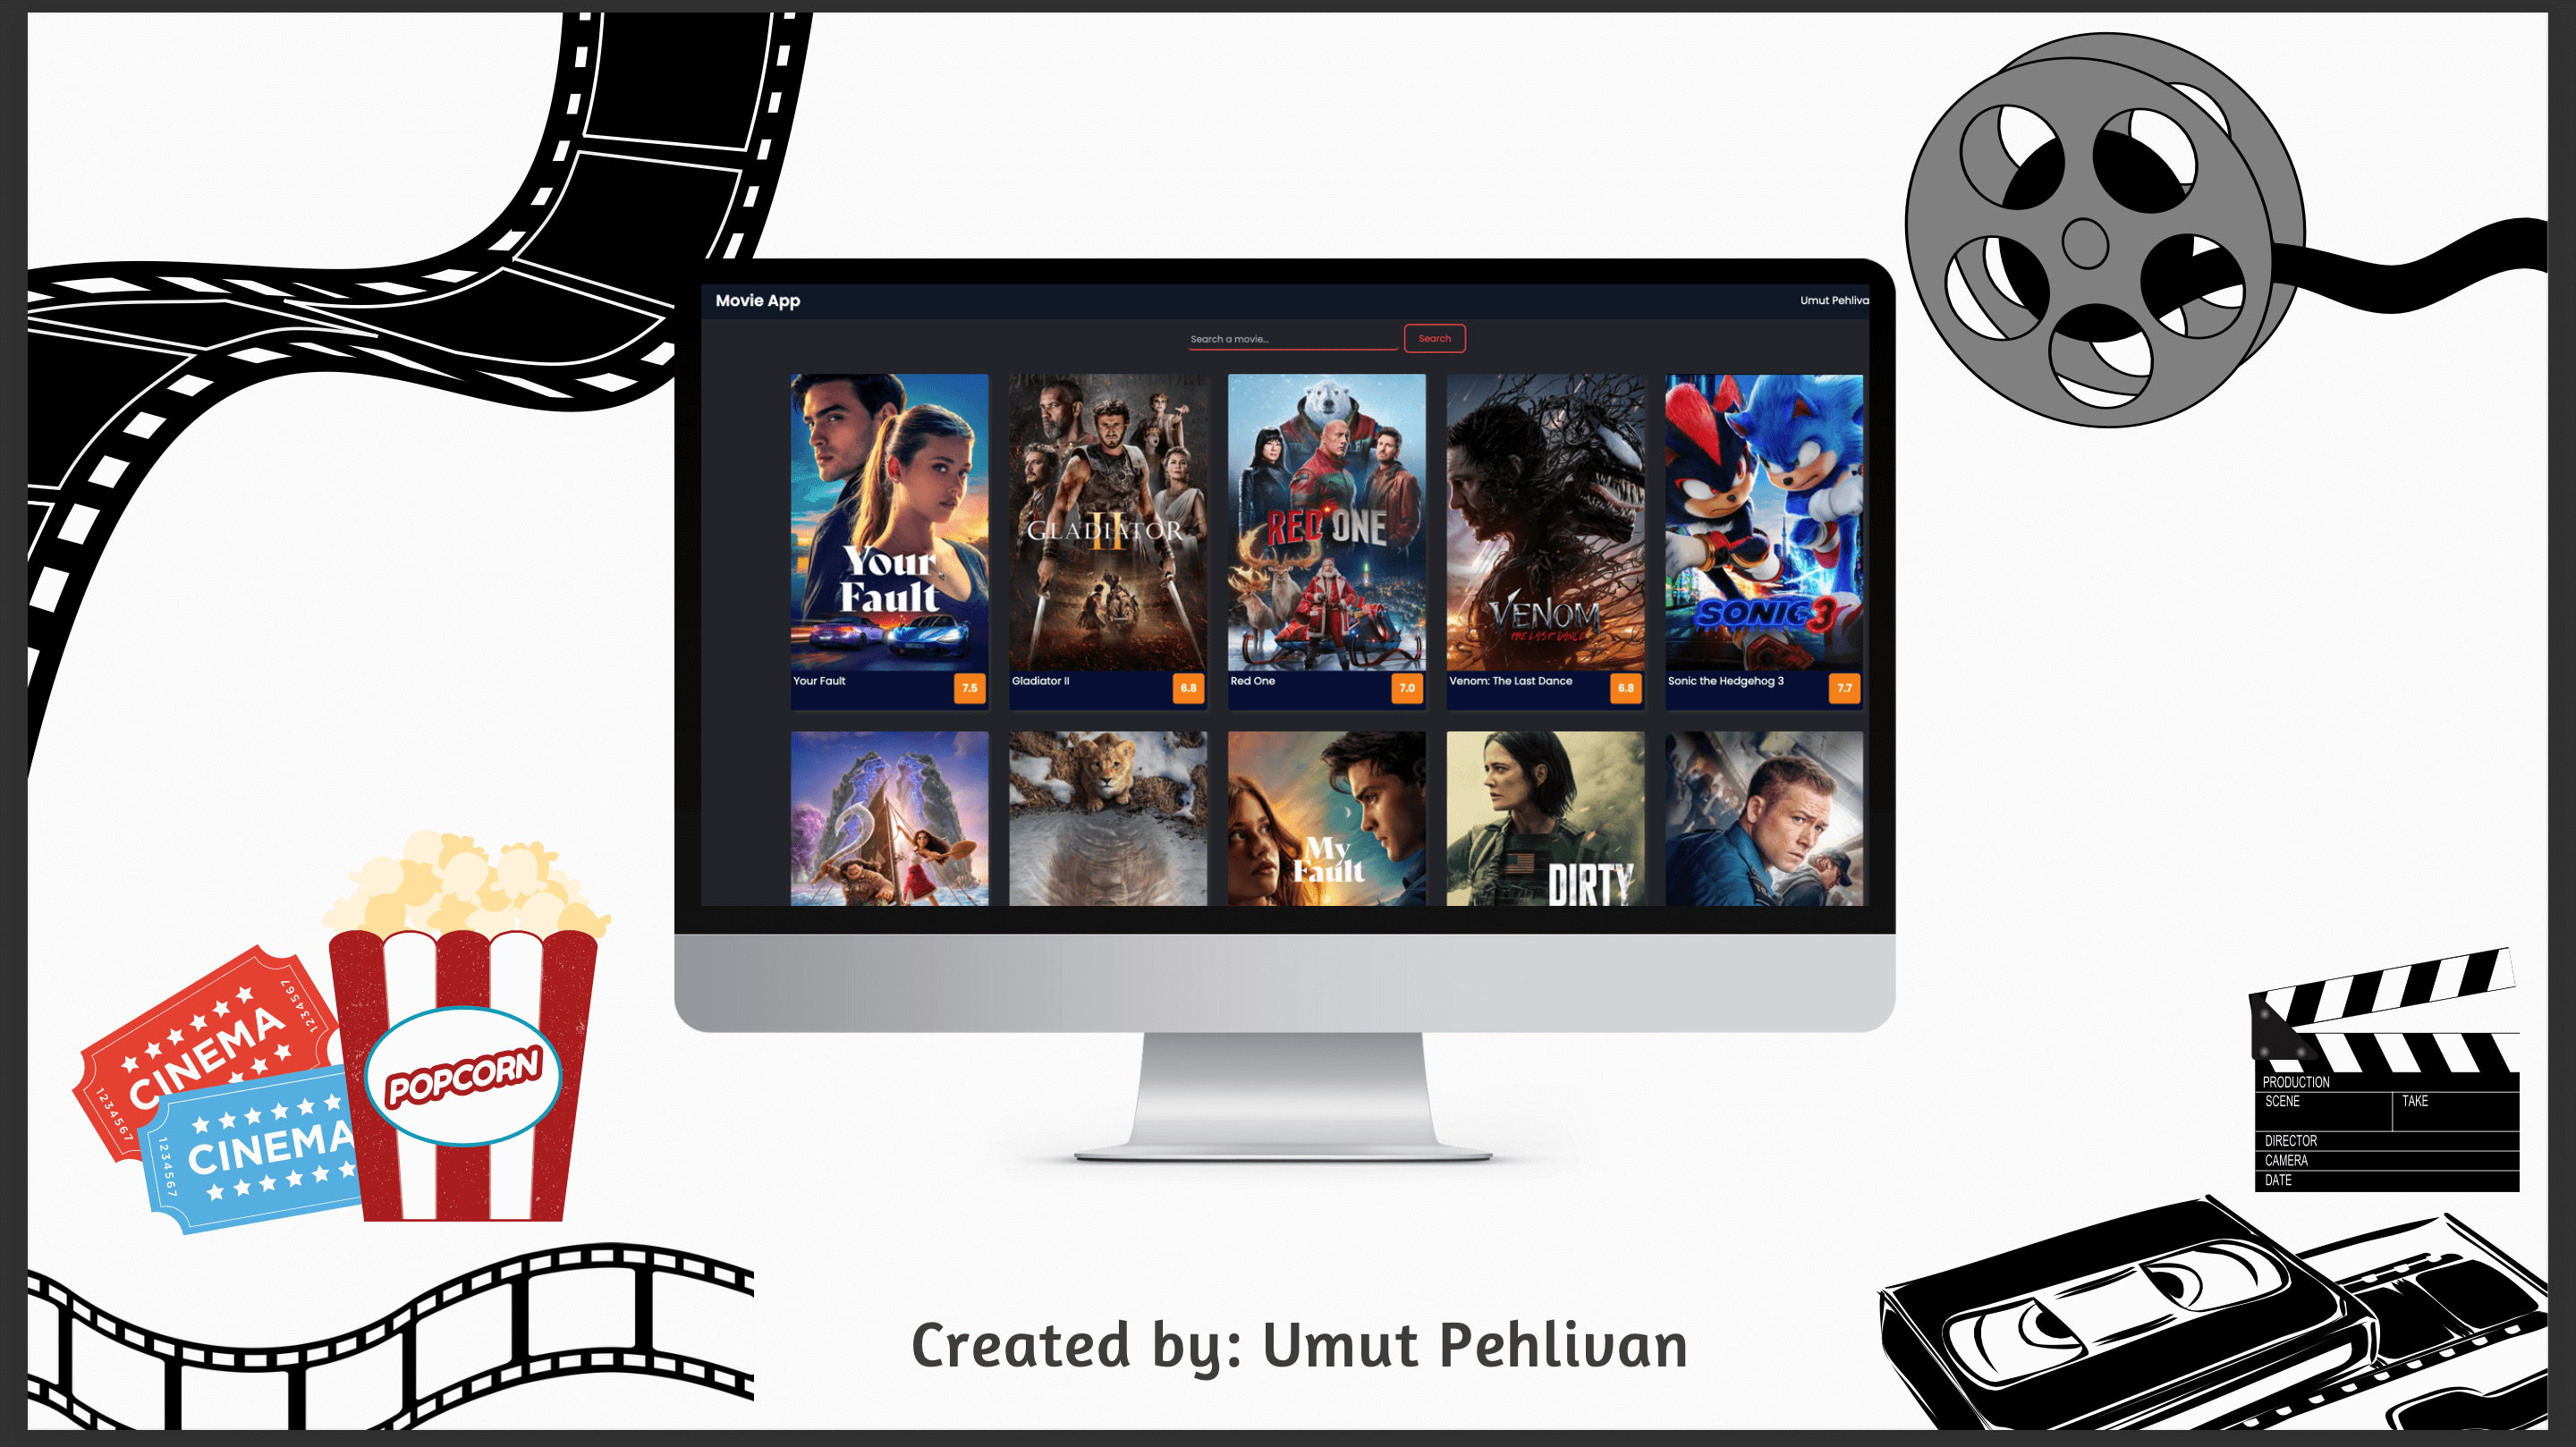 Movie App
Umut Pehliva
Search a movie...
Search
Your
Fault
GLADIATOR
II
RED ONE
VENOM
THE LAST DANCE
SONIC 3
Your Fault
7.5
Gladiator II
6.8
Red One
7.0
Venom: The Last Dance
6.8
Sonic the Hedgehog 3
7.7
My
Fault
DIRTY
CINEMA
1234567
1234567
CINEMA
1234567
POPCORN
PRODUCTION
SCENE
TAKE
DIRECTOR
CAMERA
DATE
Created by: Umut Pehlivan